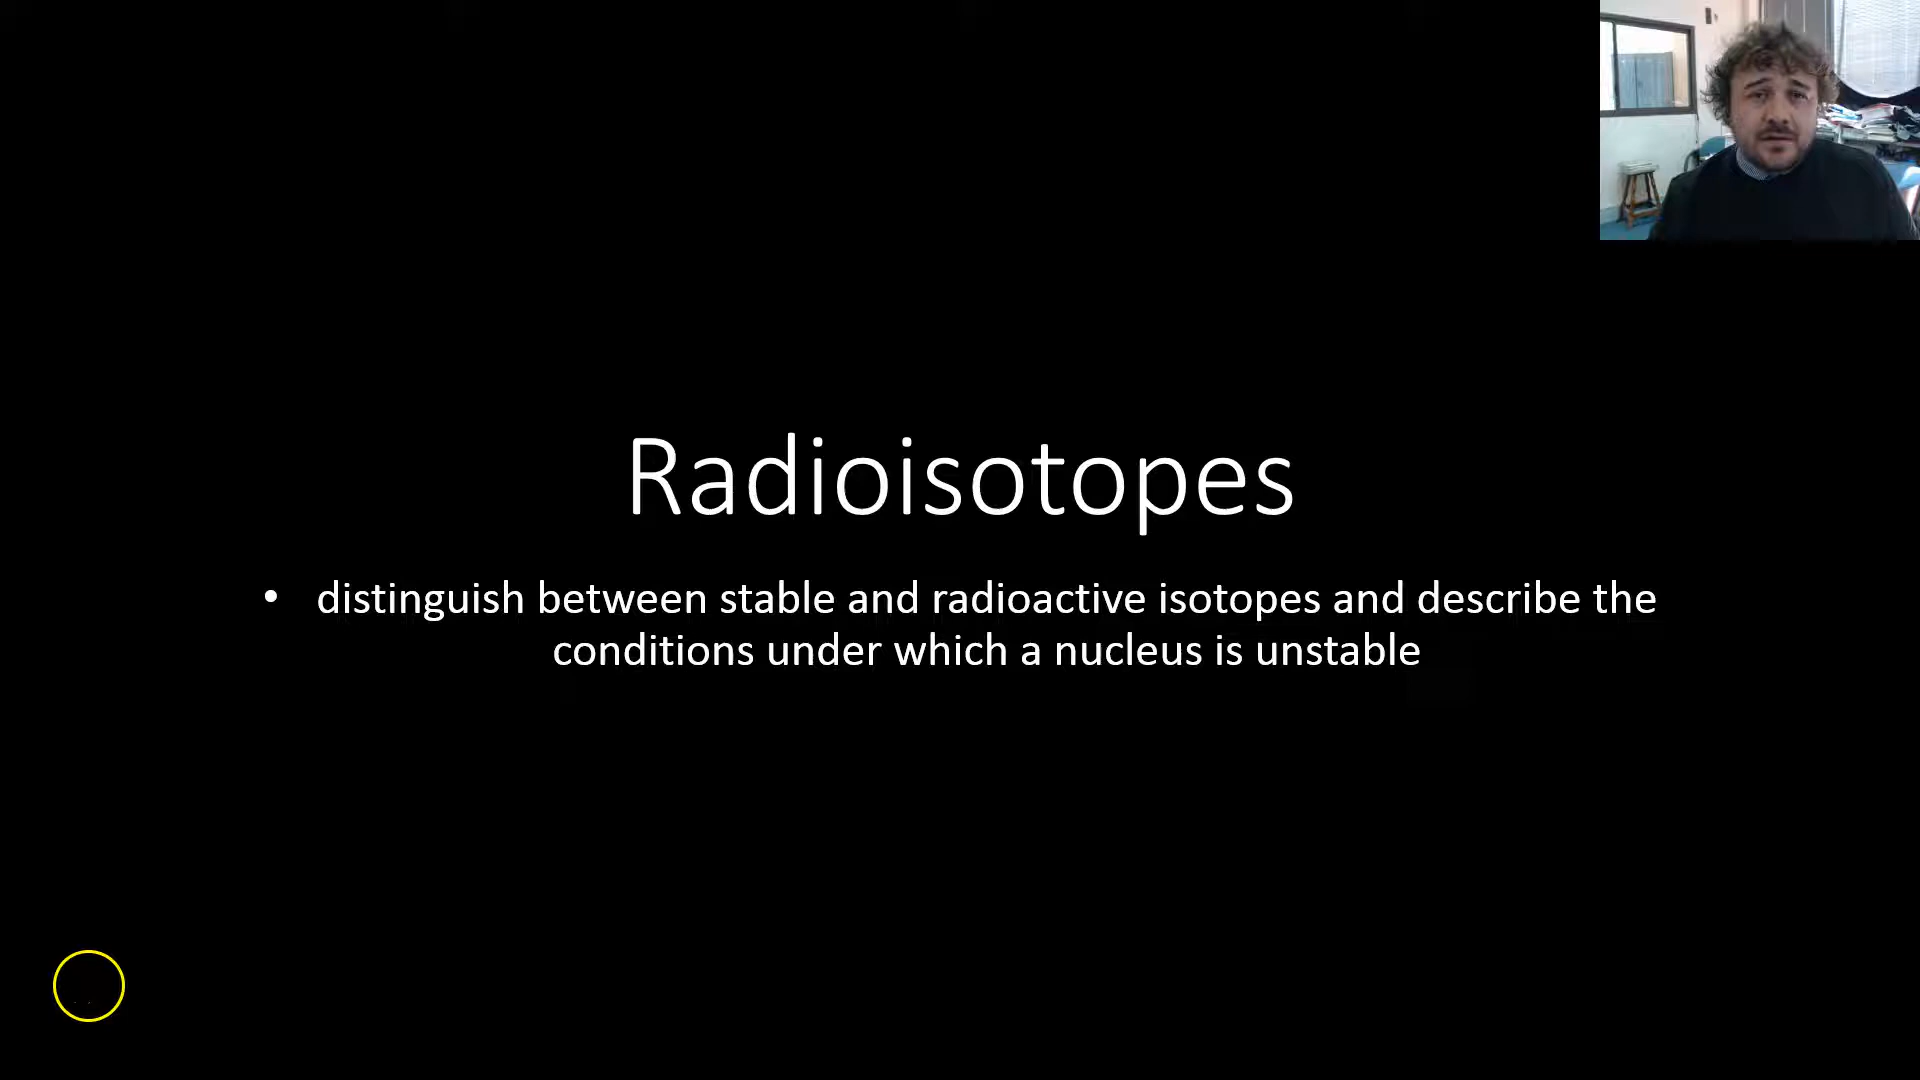 Radioisotopes
• distinguish between stable and radioactive isotopes and describe the
conditions under which a nucleus is unstable